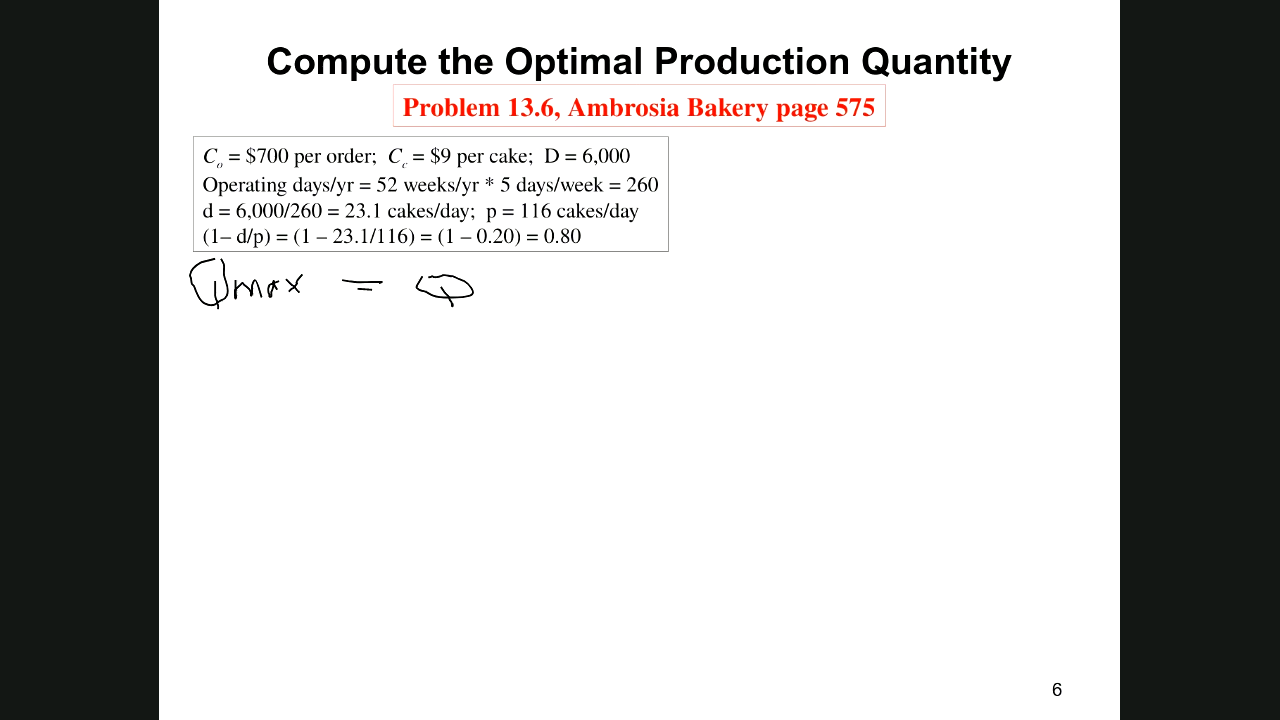 Compute the Optimal Production Quantity
Problem 13.6, Ambrosia Bakery page 575
Co = $700 per order; Cc = $9 per cake; D = 6,000
Operating days/yr = 52 weeks/yr * 5 days/week = 260
d = 6,000/260 = 23.1 cakes/day; p = 116 cakes/day
(1– d/p) = (1 – 23.1/116) = (1 – 0.20) = 0.80
Qmax = Q
6